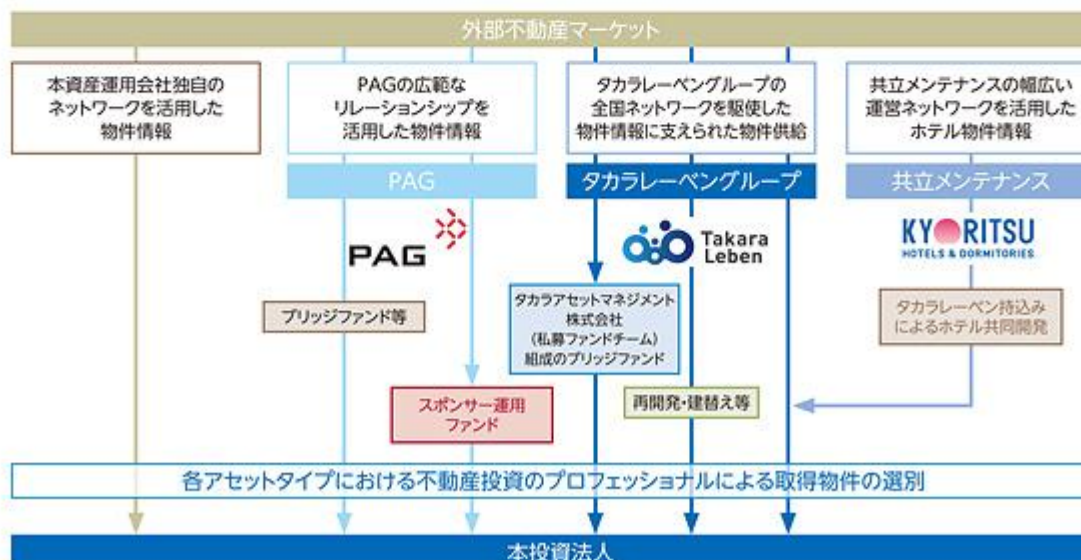 外部不動産マーケット
本資産運用会社独自の
ネットワークを活用した
物件情報
PAGの広範な
リレーションシップを
活用した物件情報
タカラレーベングループの
全国ネットワークを駆使した
物件情報に支えられた物件供給
共立メンテナンスの幅広い
運営ネットワークを活用した
ホテル物件情報
PAG
タカラレーベングループ
共立メンテナンス
PAG
Takara
Leben
KYORITSU
HOTELS & DORMITORIES
ブリッジファンド等
タカラアセットマネジメント
株式会社
(私募ファンドチーム)
組成のブリッジファンド
タカラレーベン持込み
によるホテル共同開発
スポンサー運用
ファンド
再開発・建替え等
各アセットタイプにおける不動産投資のプロフェッショナルによる取得物件の選別
本投資法人